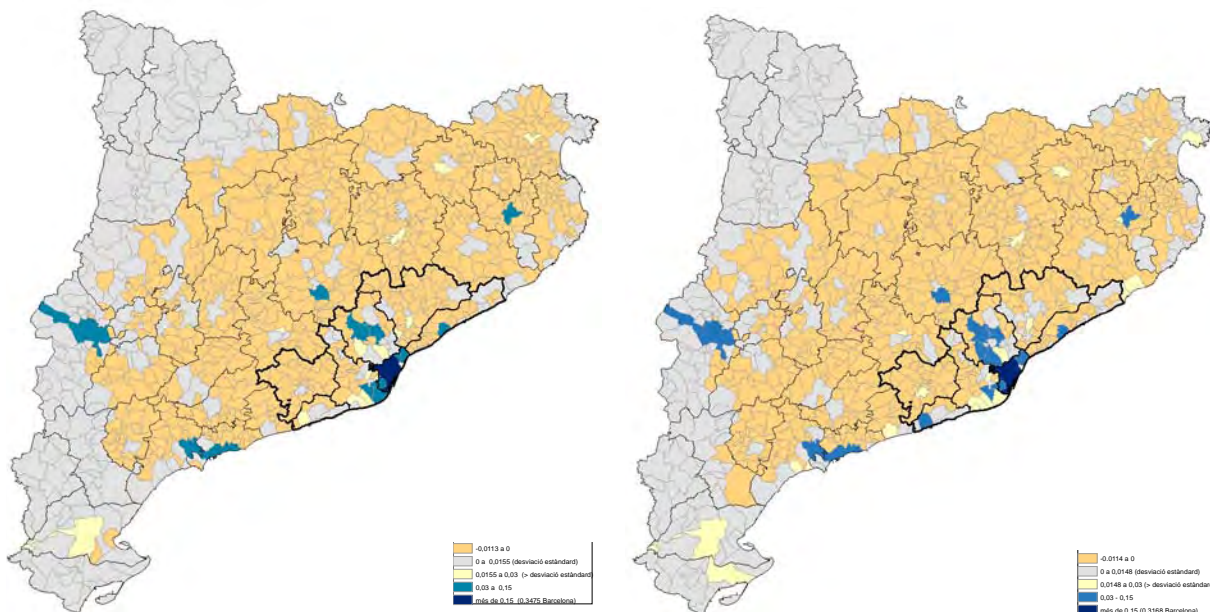 -0,0113 a 0
0 a 0,0155 (desviació estàndard)
0,0155 a 0,03 (> desviació estàndard)
0,03 a 0,15
més de 0,15 (0,3475 Barcelona)
-0,0114 a 0
0 a 0,0148 (desviació estàndard)
0,0148 a 0,03 (> desviació estàndard)
0,03 - 0,15
més de 0,15 (0,3168 Barcelona)